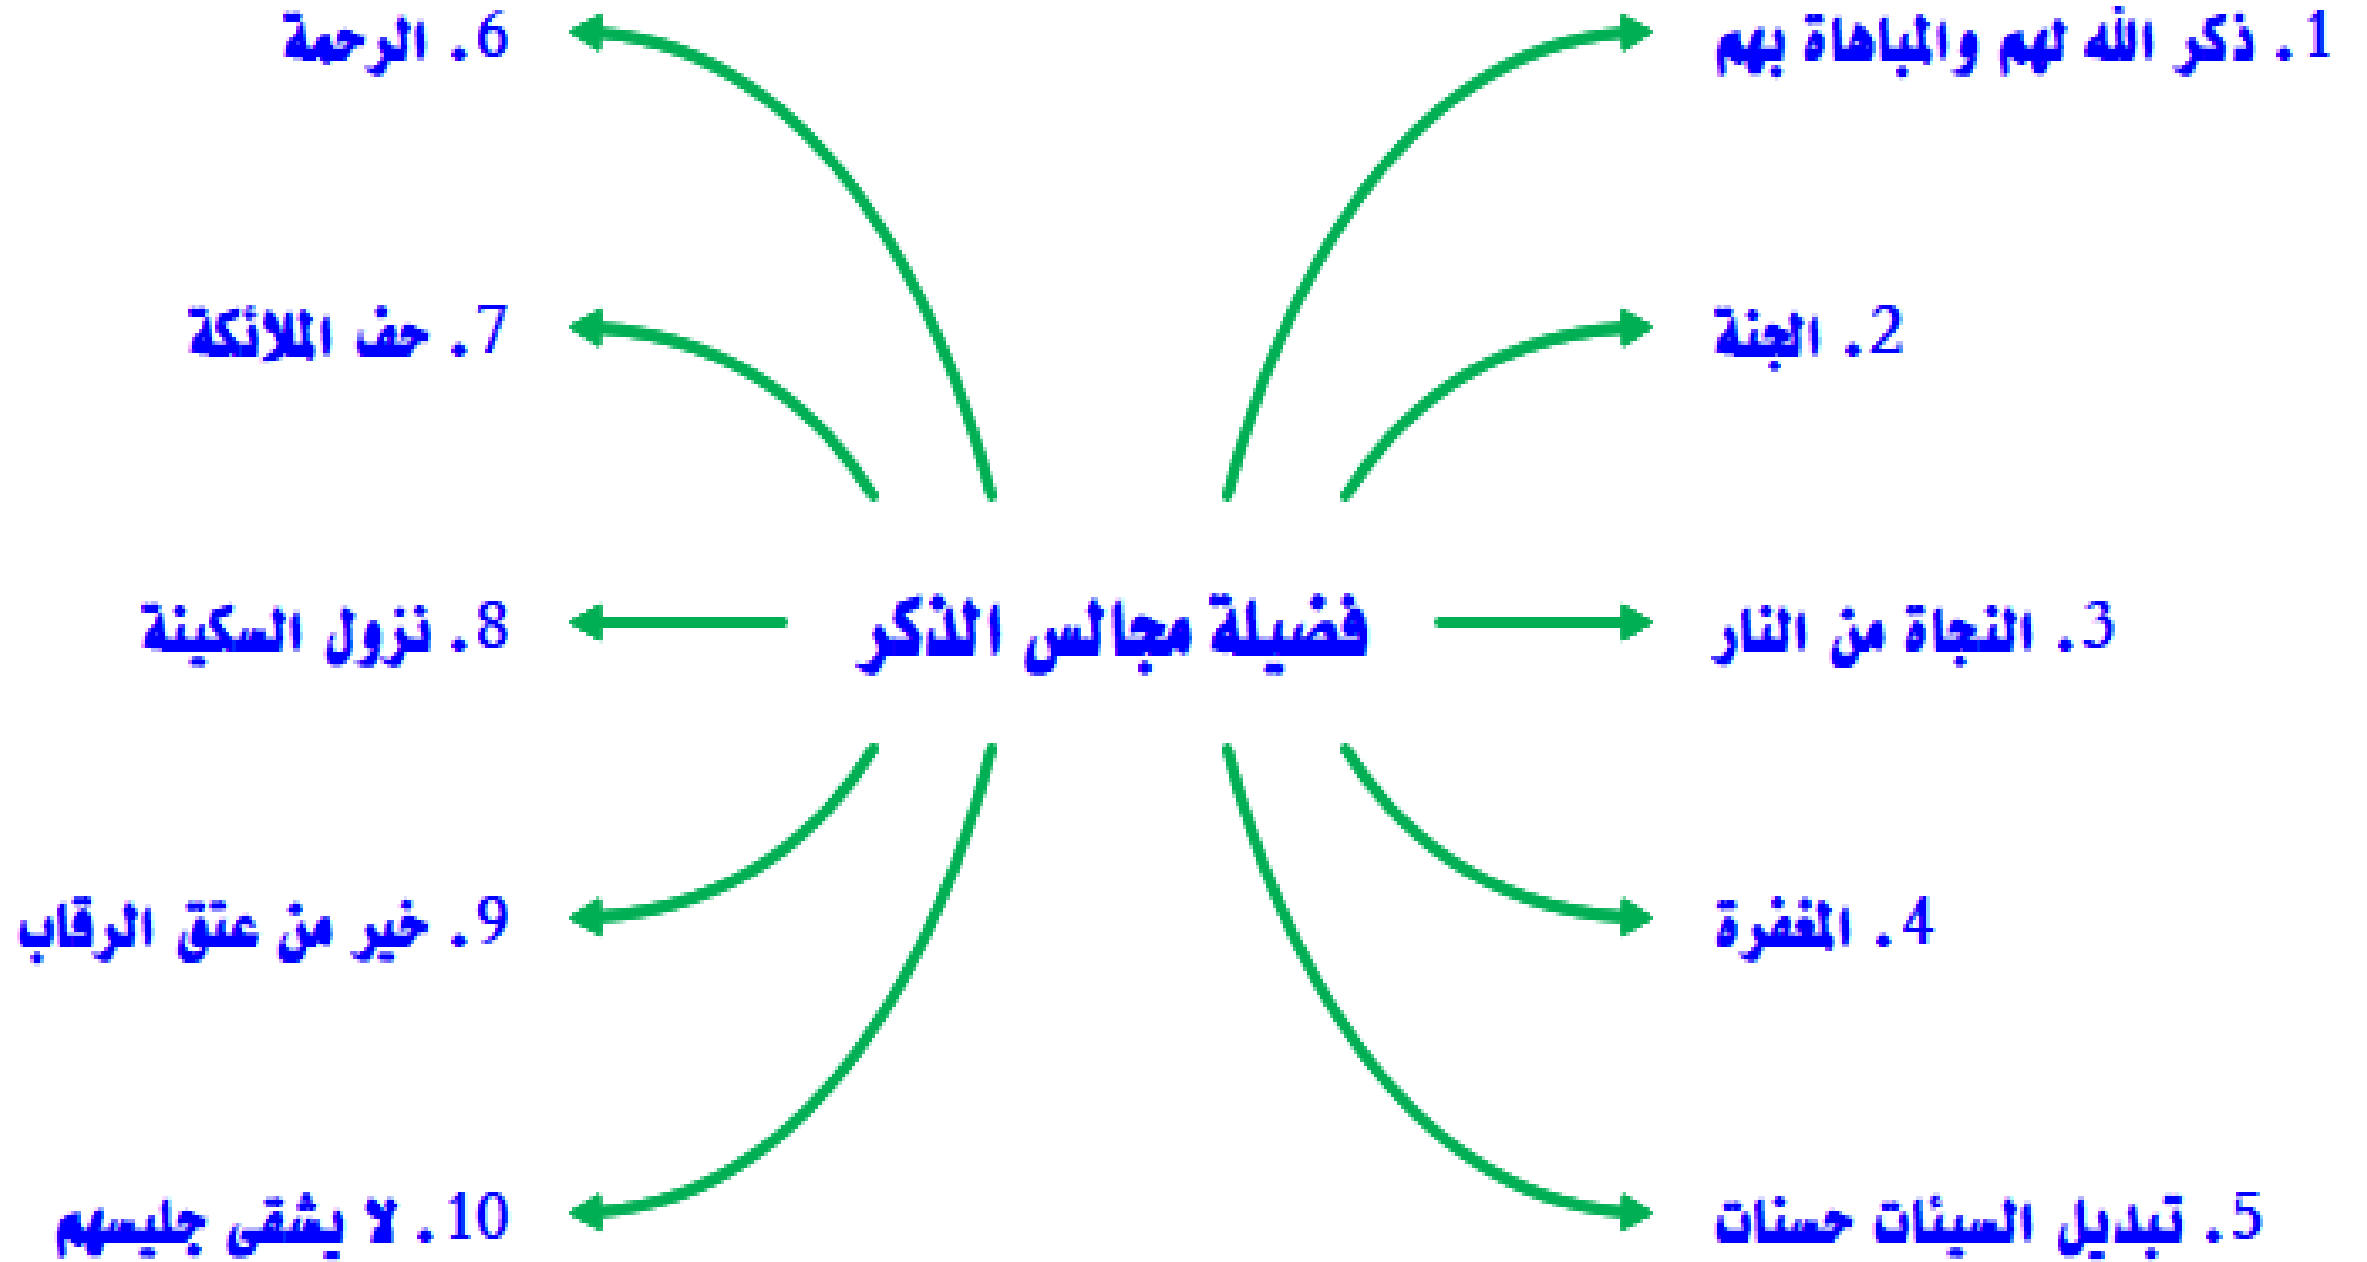 فضيلة مجالس الذكر
1. ذكر الله لهم والمباهاة بهم
2. الجنة
3. النجاة من النار
4. المغفرة
5. تبديل السيئات حسنات
6. الرحمة
7. حف الملائكة
8. نزول السكينة
9. خير من عتق الرقاب
10. لا يشقى جليسهم